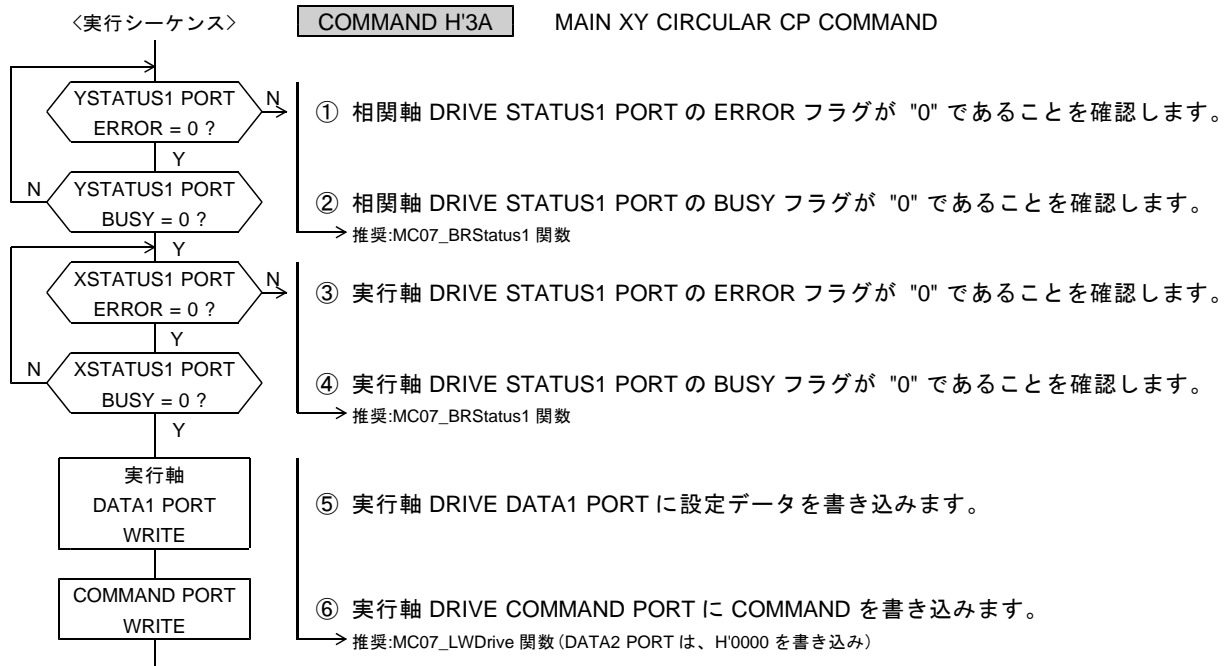 〈実行シーケンス〉 COMMAND H'3A MAIN XY CIRCULAR CP COMMAND
YSTATUS1 PORT
ERROR = 0 ?
N
① 相関軸 DRIVE STATUS1 PORT の ERROR フラグが "0" であることを確認します。
Y
N
YSTATUS1 PORT
BUSY = 0 ?
② 相関軸 DRIVE STATUS1 PORT の BUSY フラグが "0" であることを確認します。
推奨:MC07_BRStatus1 関数
Y
XSTATUS1 PORT
ERROR = 0 ?
N
③ 実行軸 DRIVE STATUS1 PORT の ERROR フラグが "0" であることを確認します。
Y
N
XSTATUS1 PORT
BUSY = 0 ?
④ 実行軸 DRIVE STATUS1 PORT の BUSY フラグが "0" であることを確認します。
推奨:MC07_BRStatus1 関数
Y
実行軸
DATA1 PORT
WRITE
⑤ 実行軸 DRIVE DATA1 PORT に設定データを書き込みます。
COMMAND PORT
WRITE
⑥ 実行軸 DRIVE COMMAND PORT に COMMAND を書き込みます。
推奨:MC07_LWDrive 関数(DATA2 PORT は、H'0000 を書き込み)